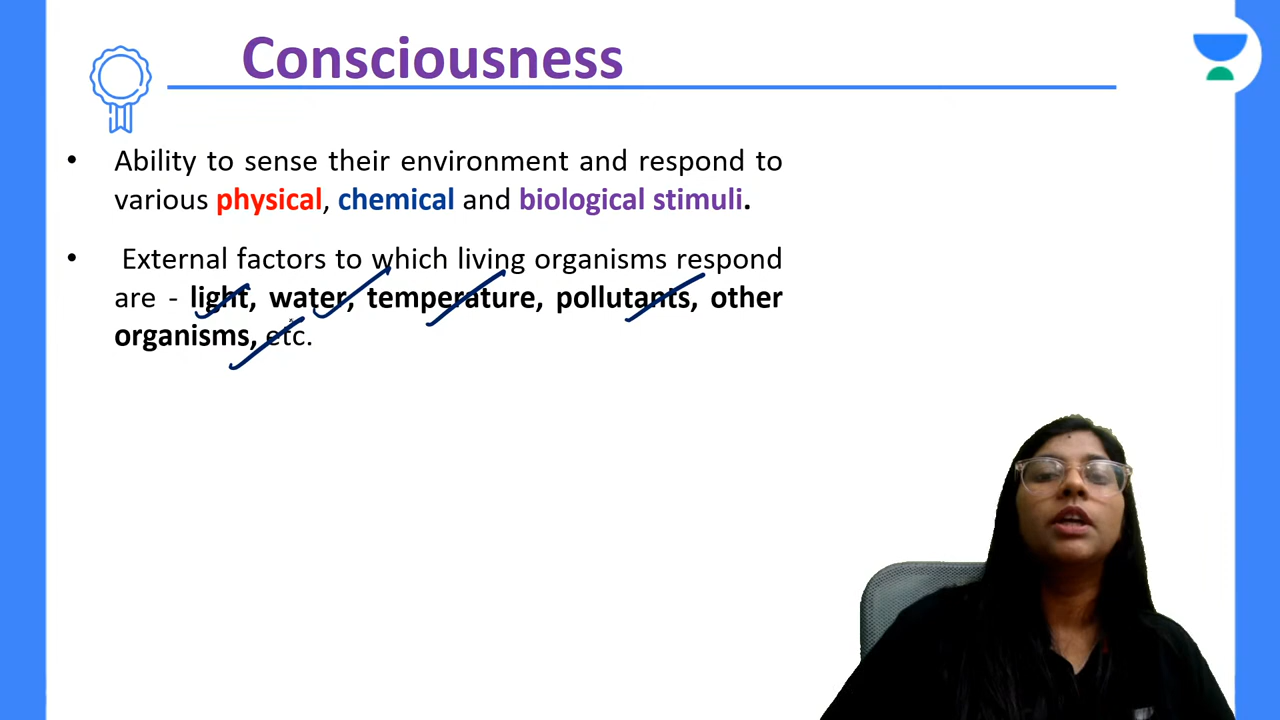 Consciousness
• Ability to sense their environment and respond to
various physical, chemical and biological stimuli.
• External factors to which living organisms respond
are - light, water, temperature, pollutants, other
organisms, etc.